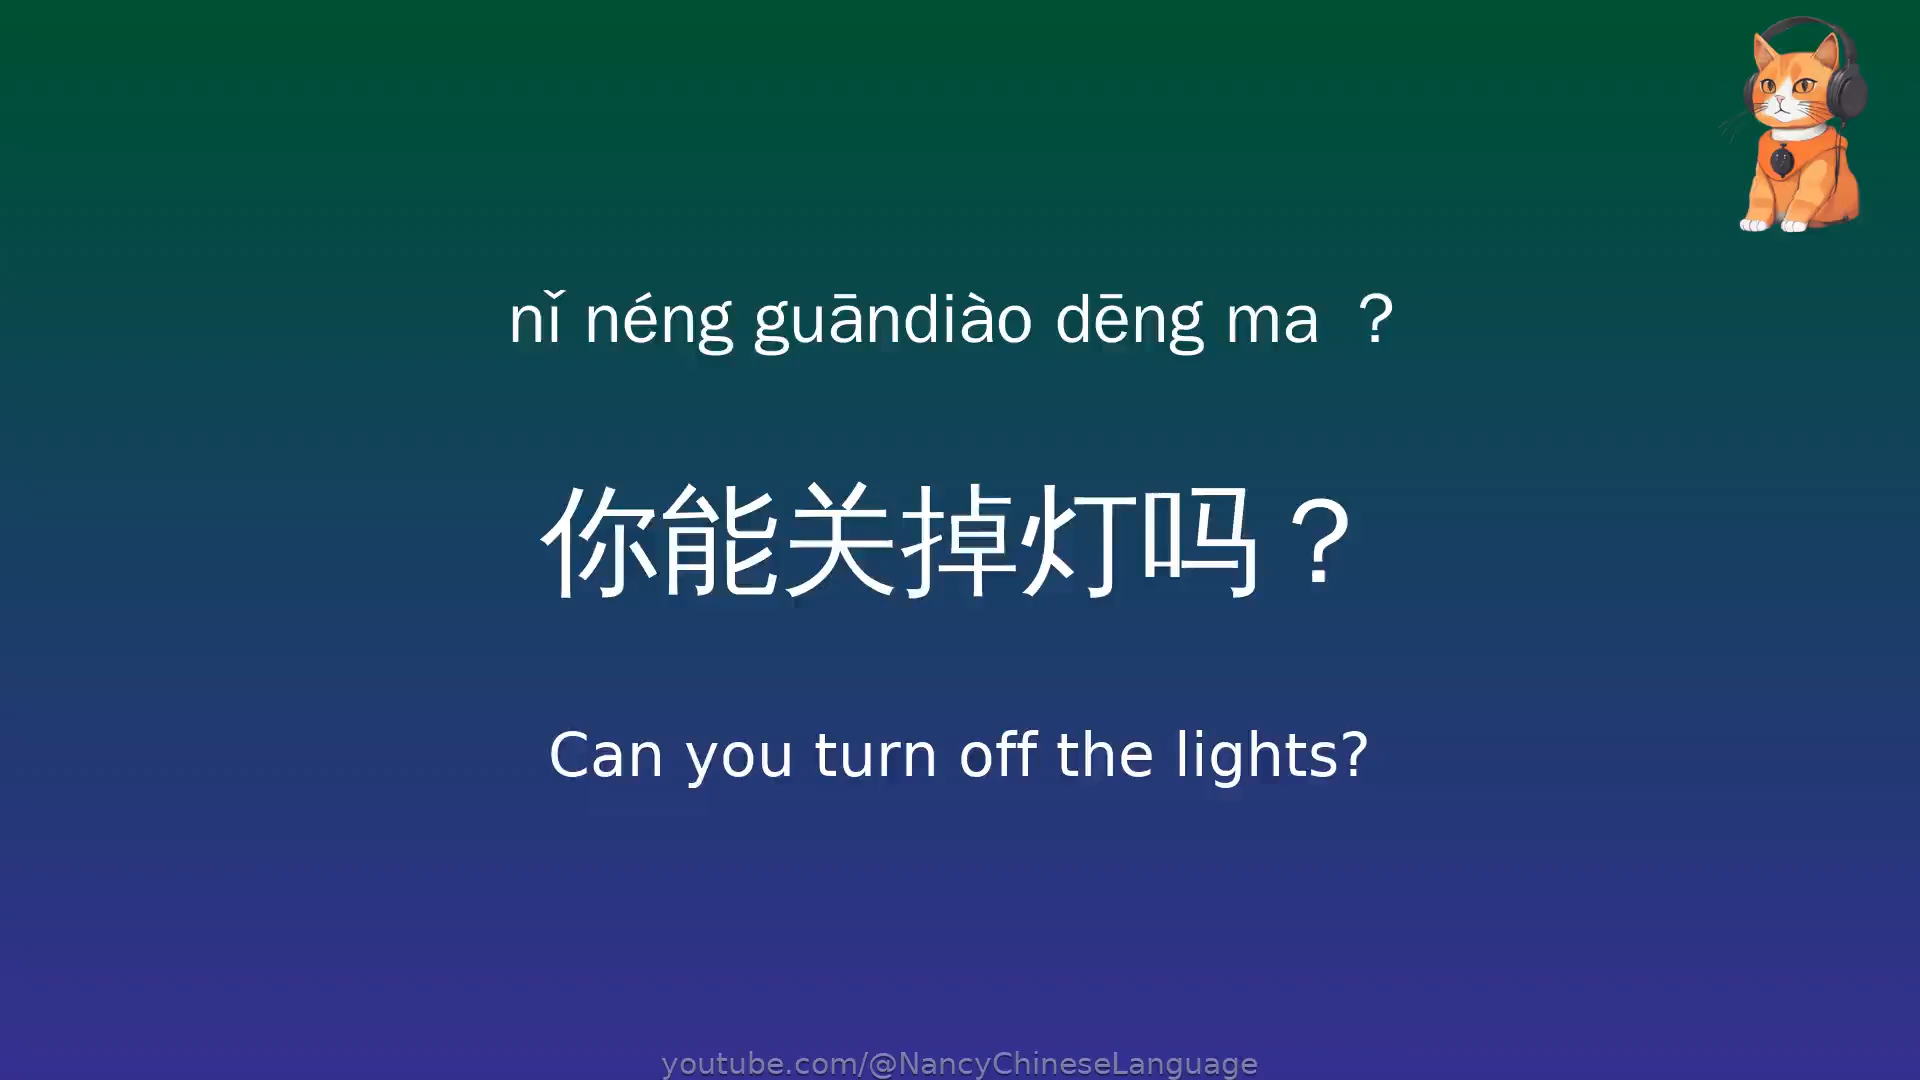 nǐ néng guāndiào dēng ma ？
你能关掉灯吗？
Can you turn off the lights?
youtube.com/@NancyChineseLanguage